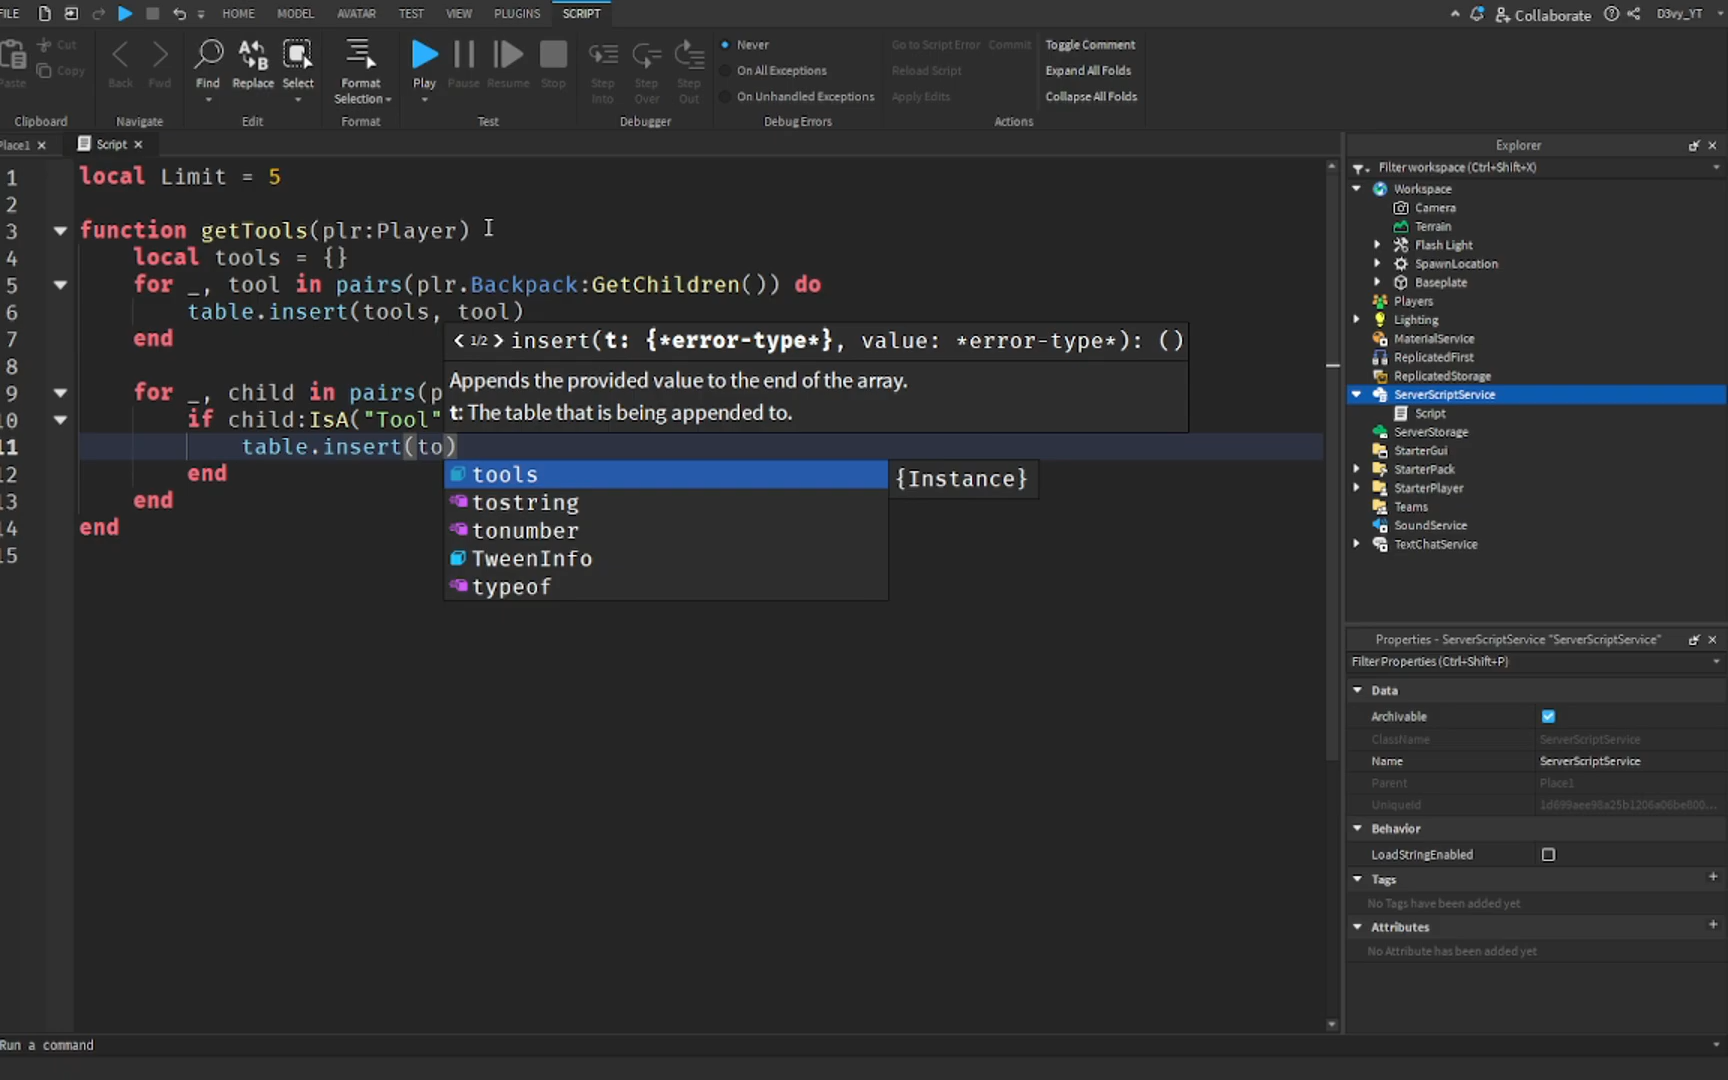 FILE HOME MODEL AVATAR TEST VIEW PLUGINS SCRIPT Collaborate D3vy_YT
Paste Cut Copy
Back Fwd
Find Replace Select
Format Selection
Play Pause Resume Stop
Step Into Step Over Step Out
Never
On All Exceptions
On Unhandled Exceptions
Go to Script Error Commit
Reload Script
Apply Edits
Toggle Comment
Expand All Folds
Collapse All Folds
Clipboard Navigate Edit Format Test Debugger Debug Errors Actions
Place1 Script
1 local Limit = 5
2
3 function getTools(plr:Player)
4 local tools = {}
5 for _, tool in pairs(plr.Backpack:GetChildren()) do
6 table.insert(tools, tool)
7 end
8
9 for _, child in pairs(p
10 if child:IsA("Tool"
11 table.insert(to)
12 end
13 end
14 end
15
< 1/2 > insert(t: {*error-type*}, value: *error-type*): ()
Appends the provided value to the end of the array.
t: The table that is being appended to.
tools {Instance}
tostring
tonumber
TweenInfo
typeof
Explorer
Filter workspace (Ctrl+Shift+X)
Workspace
Camera
Terrain
Flash Light
SpawnLocation
Baseplate
Players
Lighting
MaterialService
ReplicatedFirst
ReplicatedStorage
ServerScriptService
Script
ServerStorage
StarterGui
StarterPack
StarterPlayer
Teams
SoundService
TextChatService
Properties - ServerScriptService "ServerScriptService"
Filter Properties (Ctrl+Shift+P)
Data
Archivable
ClassName ServerScriptService
Name ServerScriptService
Parent Place1
UniqueId
Behavior
LoadStringEnabled
Tags +
No Tags have been added yet
Attributes +
No Attribute has been added yet
Run a command